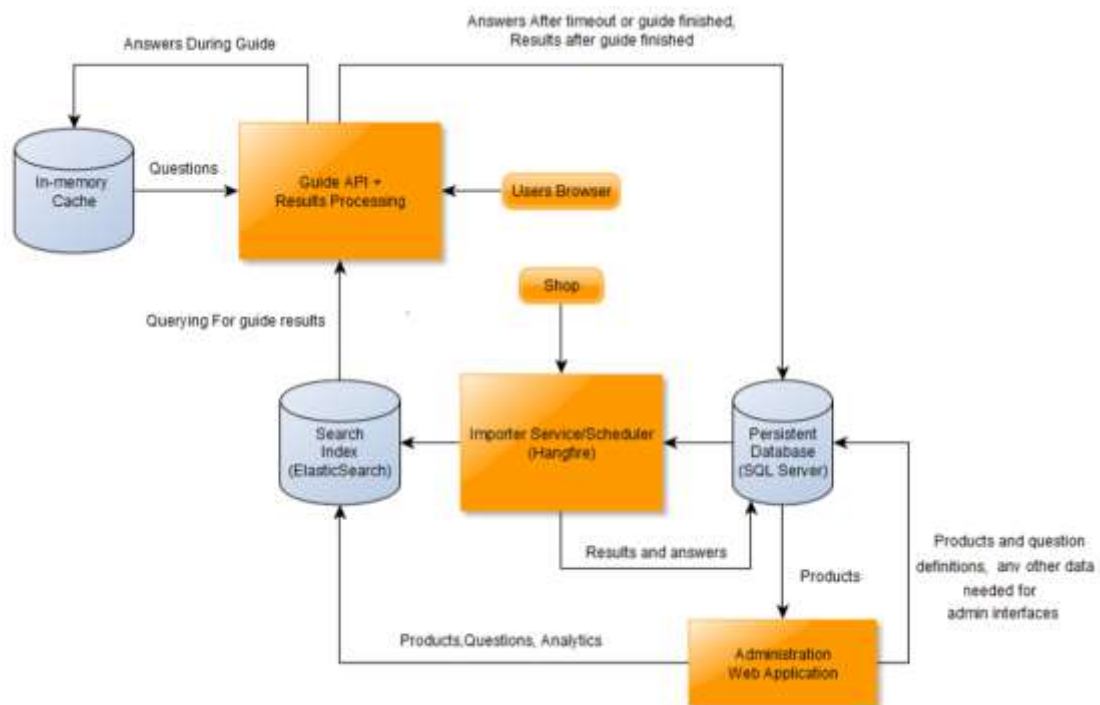 Answers After timeout or guide finished,
Results after guide finished
Answers During Guide
In-memory
Cache
Questions
Guide API +
Results Processing
Users Browser
Shop
Querying For guide results
Search
Index
(ElasticSearch)
Importer Service/Scheduler
(Hangfire)
Persistent
Database
(SQL Server)
Results and answers
Products
Products and question
definitions, any other data
needed for
admin interfaces
Products,Questions, Analytics
Administration
Web Application